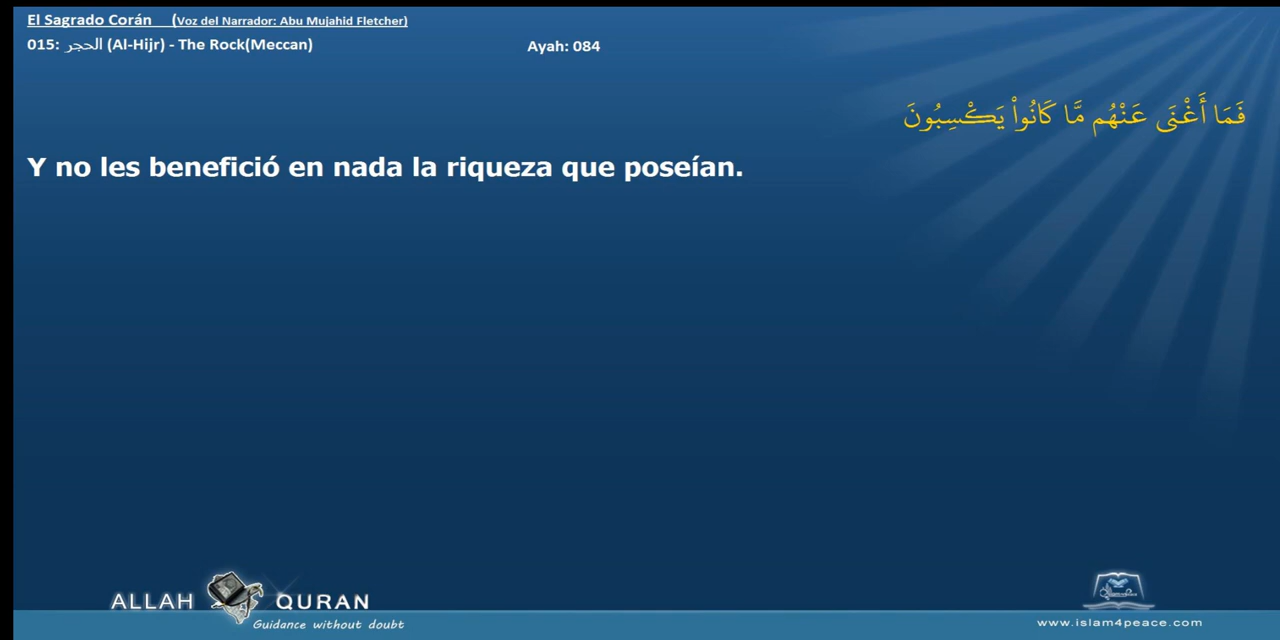 El Sagrado Corán (Voz del Narrador: Abu Mujahid Fletcher)
015: الحجر (Al-Hijr) - The Rock(Meccan)
Ayah: 084
فَمَا أَغْنَى عَنْهُم مَّا كَانُواْ يَكْسِبُونَ
Y no les benefició en nada la riqueza que poseían.
ALLAH QURAN
Guidance without doubt
www.islam4peace.com